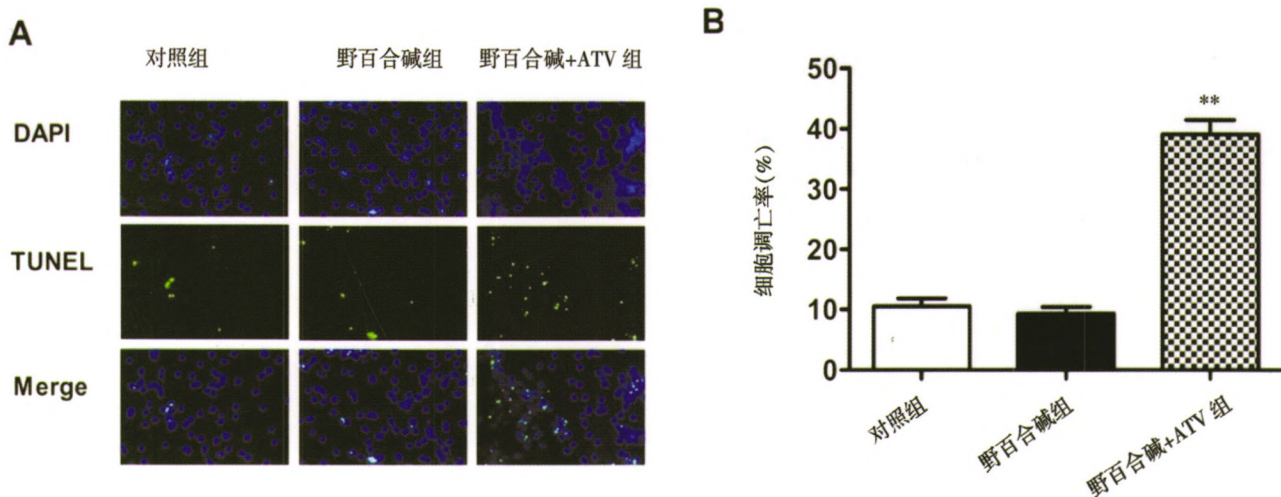 A
对照组 野百合碱组 野百合碱+ATV 组
DAPI
TUNEL
Merge
B
细胞调亡率(%)
50
40
30
20
10
0
**
对照组
野百合碱组
野百合碱+ATV 组